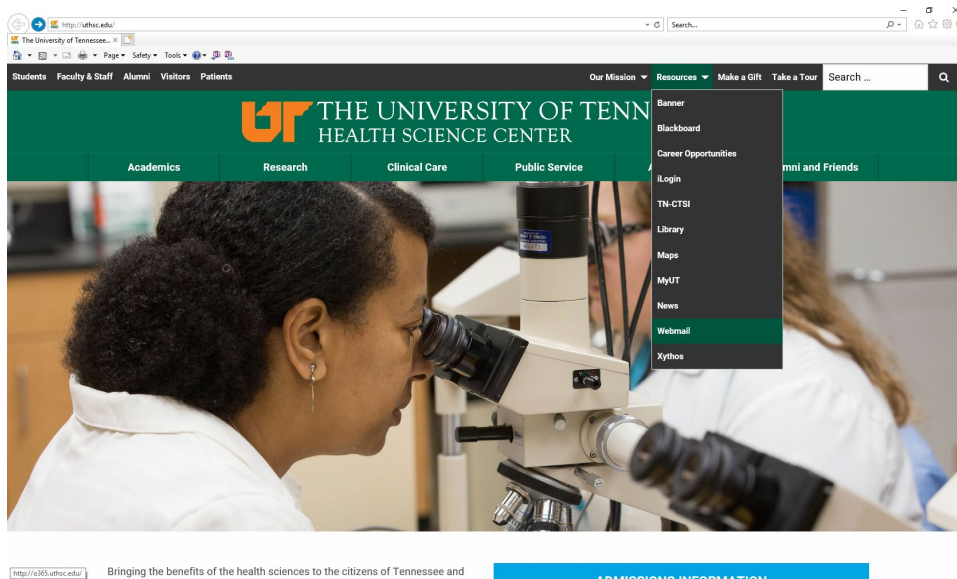 http://uthsc.edu/
Search...
The University of Tennessee...
Page Safety Tools
Students Faculty & Staff Alumni Visitors Patients Our Mission Resources Make a Gift Take a Tour Search ...
THE UNIVERSITY OF TENN
HEALTH SCIENCE CENTER
UT
Academics Research Clinical Care Public Service A mni and Friends
Banner
Blackboard
Career Opportunities
iLogin
TN-CTSI
Library
Maps
MyUT
News
Webmail
Xythos
http://o365.uthsc.edu/
Bringing the benefits of the health sciences to the citizens of Tennessee and
ADMISSIONS INFORMATION